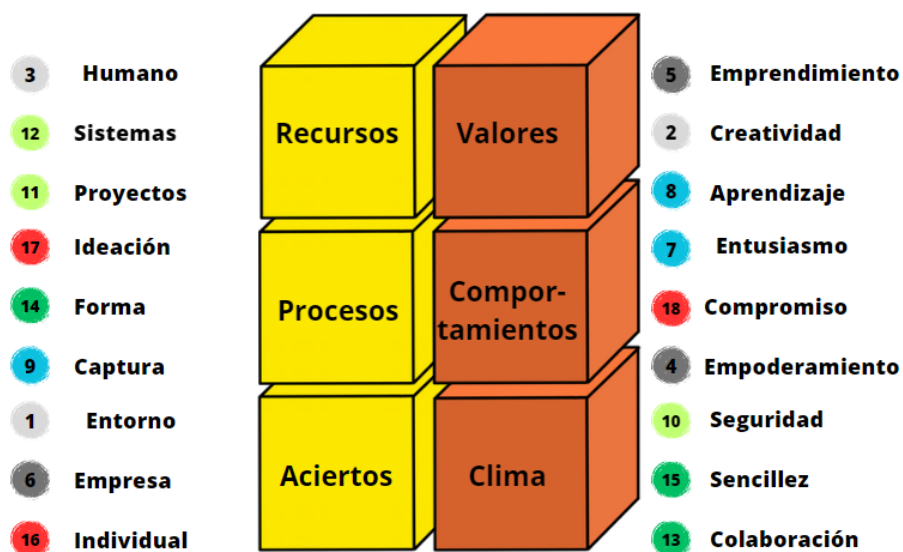 3 Humano
12 Sistemas
11 Proyectos
17 Ideación
14 Forma
9 Captura
1 Entorno
6 Empresa
16 Individual
Recursos
Procesos
Aciertos
Valores
Compor-
tamientos
Clima
5 Emprendimiento
2 Creatividad
8 Aprendizaje
7 Entusiasmo
18 Compromiso
4 Empoderamiento
10 Seguridad
15 Sencillez
13 Colaboración